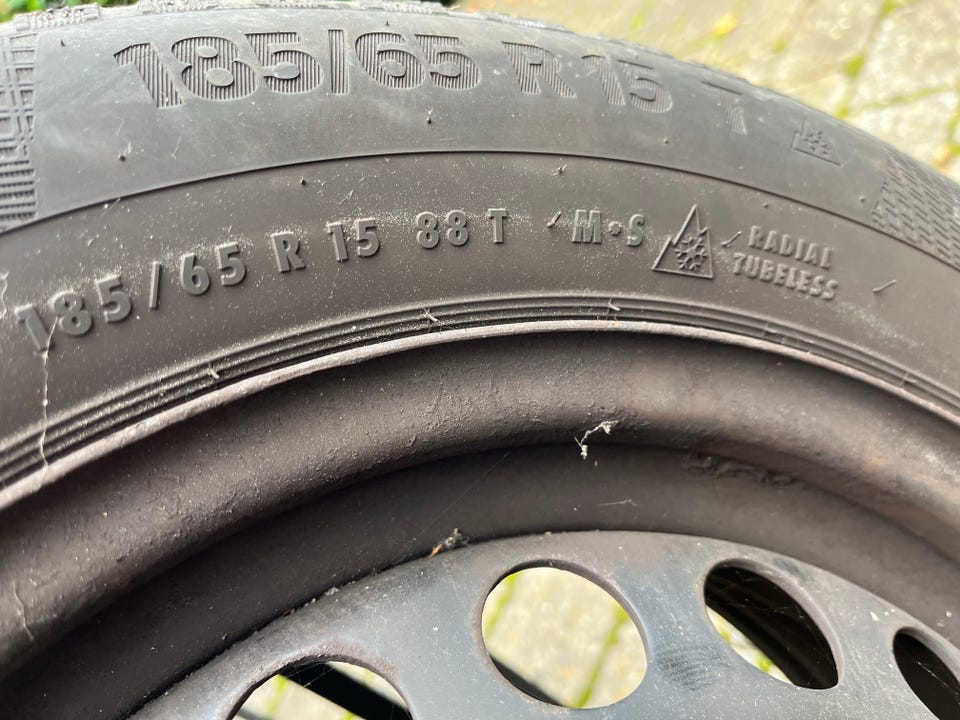 185/65 R 15 T
185/65 R 15 88 T M•S
RADIAL
TUBELESS